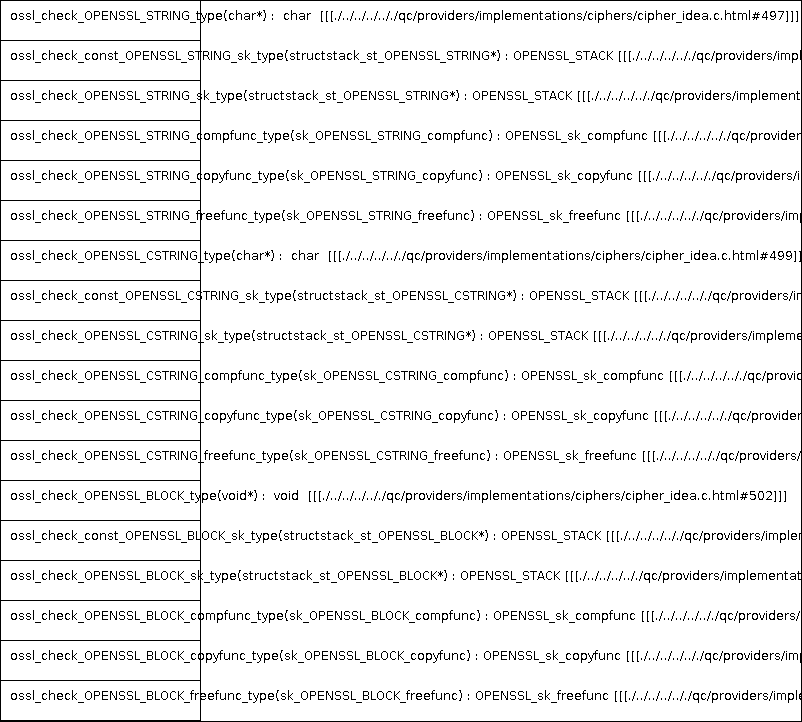 ossl_check_OPENSSL_STRING_type(char*) : char [[[./../../../../qc/providers/implementations/ciphers/cipher_idea.c.html#497]]]
ossl_check_const_OPENSSL_STRING_sk_type(structstack_st_OPENSSL_STRING*) : OPENSSL_STACK [[[./../../../../qc/providers/impl
ossl_check_OPENSSL_STRING_sk_type(structstack_st_OPENSSL_STRING*) : OPENSSL_STACK [[[./../../../../qc/providers/implement
ossl_check_OPENSSL_STRING_compfunc_type(sk_OPENSSL_STRING_compfunc) : OPENSSL_sk_compfunc [[[./../../../../qc/provider
ossl_check_OPENSSL_STRING_copyfunc_type(sk_OPENSSL_STRING_copyfunc) : OPENSSL_sk_copyfunc [[[./../../../../qc/providers/i
ossl_check_OPENSSL_STRING_freefunc_type(sk_OPENSSL_STRING_freefunc) : OPENSSL_sk_freefunc [[[./../../../../qc/providers/imp
ossl_check_OPENSSL_CSTRING_type(char*) : char [[[./../../../../qc/providers/implementations/ciphers/cipher_idea.c.html#499]]
ossl_check_const_OPENSSL_CSTRING_sk_type(structstack_st_OPENSSL_CSTRING*) : OPENSSL_STACK [[[./../../../../qc/providers/in
ossl_check_OPENSSL_CSTRING_sk_type(structstack_st_OPENSSL_CSTRING*) : OPENSSL_STACK [[[./../../../../qc/providers/impleme
ossl_check_OPENSSL_CSTRING_compfunc_type(sk_OPENSSL_CSTRING_compfunc) : OPENSSL_sk_compfunc [[[./../../../../qc/provid
ossl_check_OPENSSL_CSTRING_copyfunc_type(sk_OPENSSL_CSTRING_copyfunc) : OPENSSL_sk_copyfunc [[[./../../../../qc/provider
ossl_check_OPENSSL_CSTRING_freefunc_type(sk_OPENSSL_CSTRING_freefunc) : OPENSSL_sk_freefunc [[[./../../../../qc/providers/
ossl_check_OPENSSL_BLOCK_type(void*) : void [[[./../../../../qc/providers/implementations/ciphers/cipher_idea.c.html#502]]]
ossl_check_const_OPENSSL_BLOCK_sk_type(structstack_st_OPENSSL_BLOCK*) : OPENSSL_STACK [[[./../../../../qc/providers/implen
ossl_check_OPENSSL_BLOCK_sk_type(structstack_st_OPENSSL_BLOCK*) : OPENSSL_STACK [[[./../../../../qc/providers/implementat
ossl_check_OPENSSL_BLOCK_compfunc_type(sk_OPENSSL_BLOCK_compfunc) : OPENSSL_sk_compfunc [[[./../../../../qc/providers/
ossl_check_OPENSSL_BLOCK_copyfunc_type(sk_OPENSSL_BLOCK_copyfunc) : OPENSSL_sk_copyfunc [[[./../../../../qc/providers/imp
ossl_check_OPENSSL_BLOCK_freefunc_type(sk_OPENSSL_BLOCK_freefunc) : OPENSSL_sk_freefunc [[[./../../../../qc/providers/imple